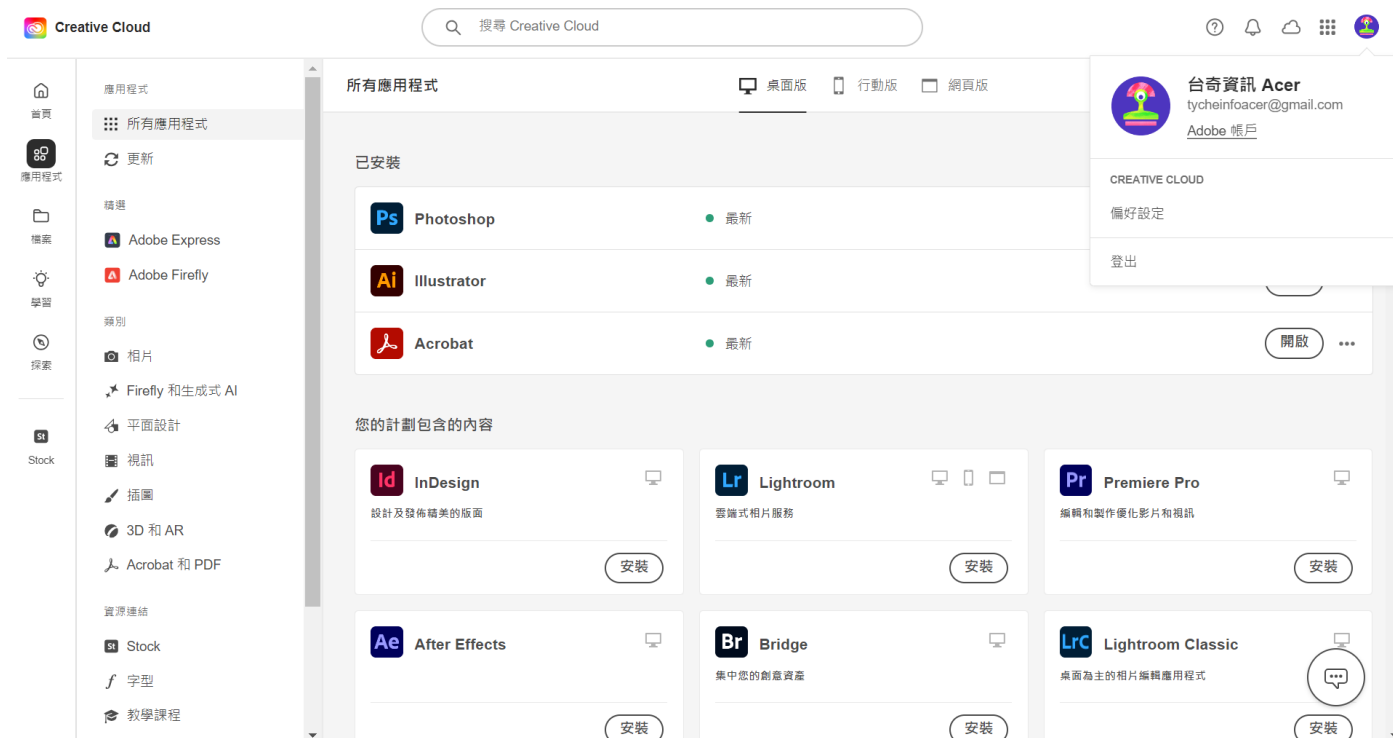 Creative Cloud
搜尋 Creative Cloud
首頁
應用程式
檔案
學習
探索
St
Stock
應用程式
所有應用程式
更新
精選
Adobe Express
Adobe Firefly
類別
相片
Firefly 和生成式 AI
平面設計
視訊
插圖
3D 和 AR
Acrobat 和 PDF
資源連結
St Stock
字型
教學課程
所有應用程式
桌面版
行動版
網頁版
台奇資訊 Acer
tycheinfoacer@gmail.com
Adobe 帳戶
CREATIVE CLOUD
偏好設定
登出
已安裝
Ps Photoshop 最新
Ai Illustrator 最新
Acrobat 最新 開啟
您的計劃包含的內容
Id InDesign
設計及發佈精美的版面
安裝
Lr Lightroom
雲端式相片服務
安裝
Pr Premiere Pro
編輯和製作優化影片和視訊
安裝
Ae After Effects
安裝
Br Bridge
集中您的創意資產
安裝
LrC Lightroom Classic
桌面為主的相片編輯應用程式
安裝